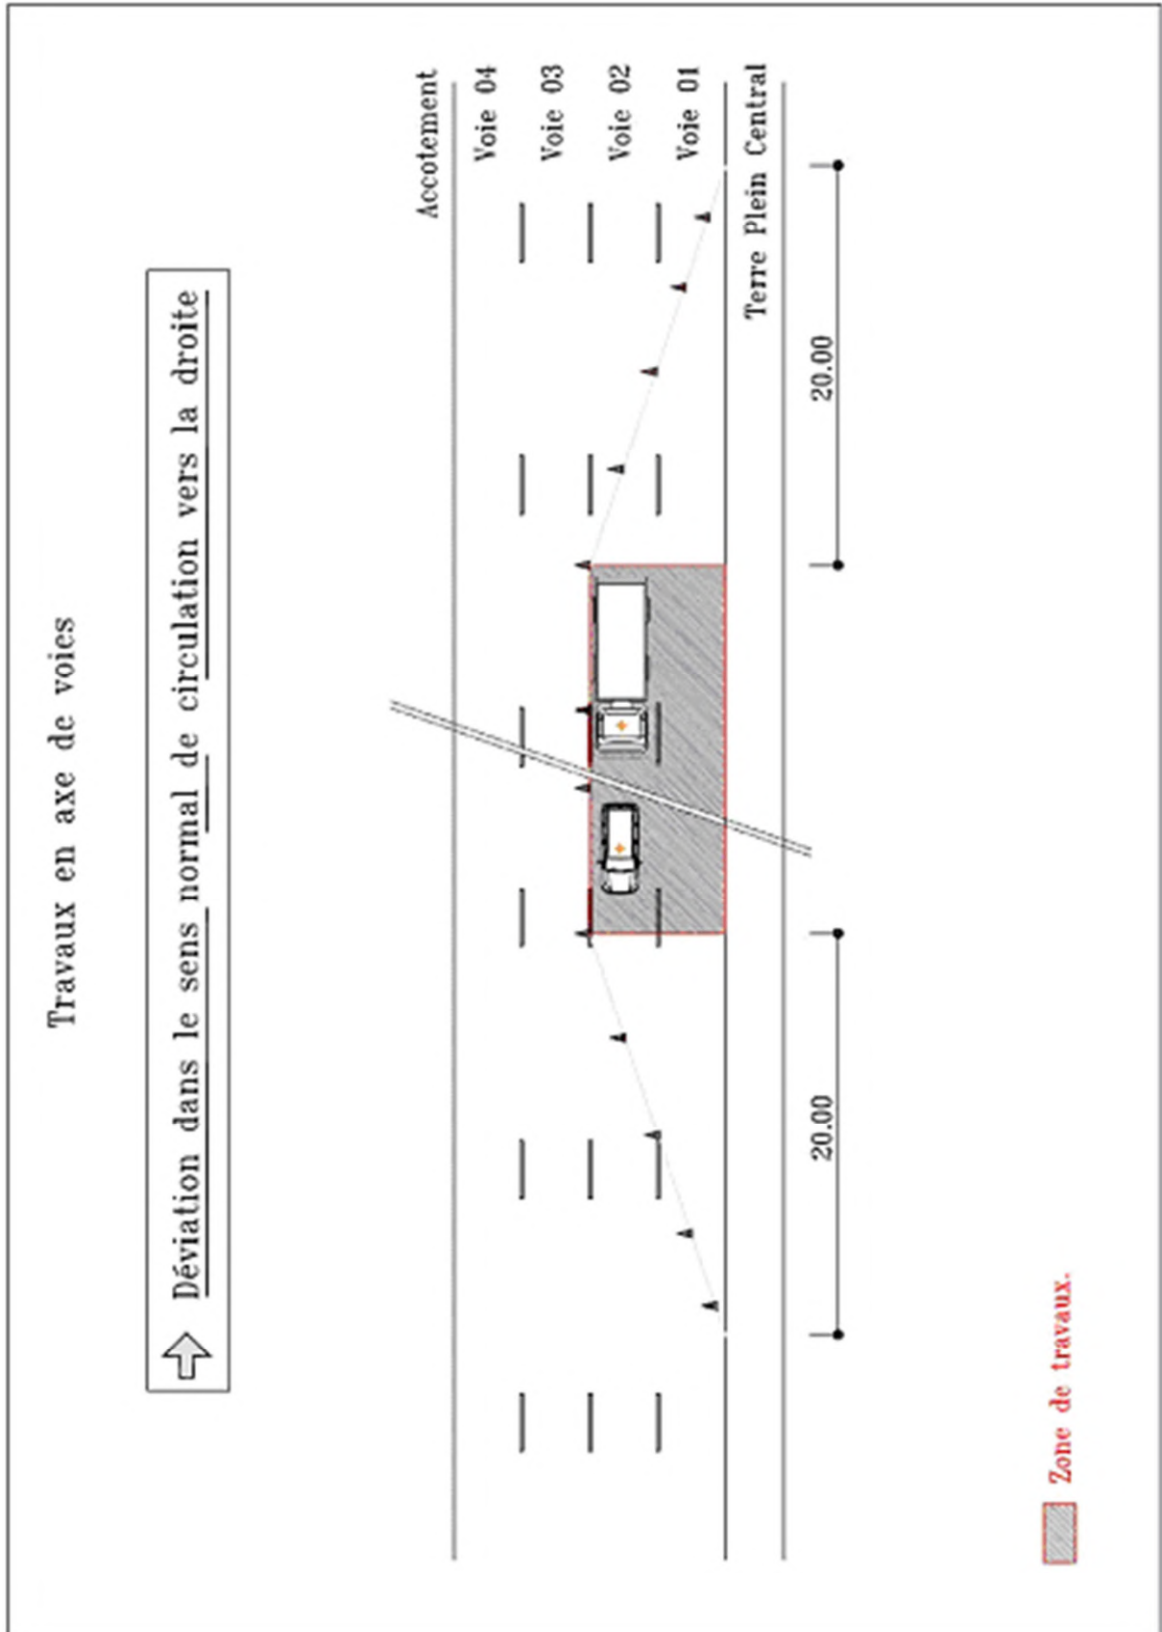 Travaux en axe de voies
Déviation dans le sens normal de circulation vers la droite
Accotement
Voie 04
Voie 03
Voie 02
Voie 01
Terre Plein Central
20.00
20.00
Zone de travaux.